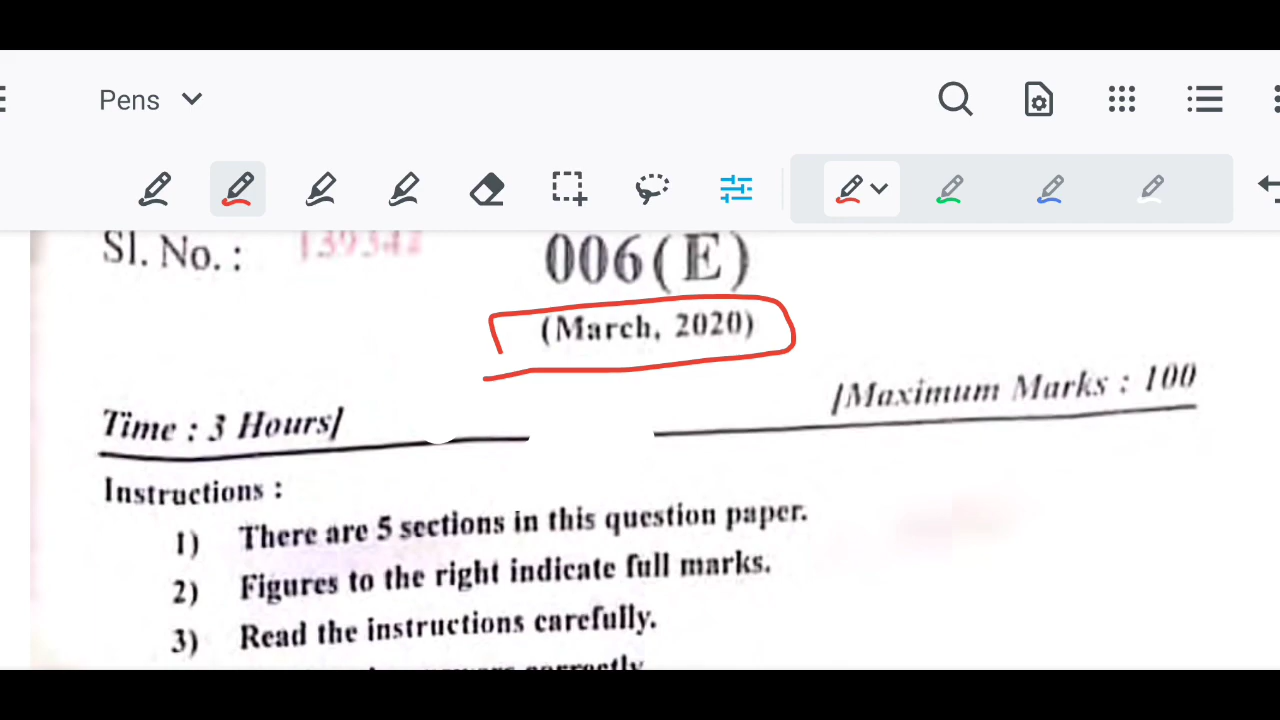 Pens
Sl. No. :
006(E)
(March, 2020)
Time : 3 Hours]
[Maximum Marks : 100
Instructions :
1) There are 5 sections in this question paper.
2) Figures to the right indicate full marks.
3) Read the instructions carefully.
correctly